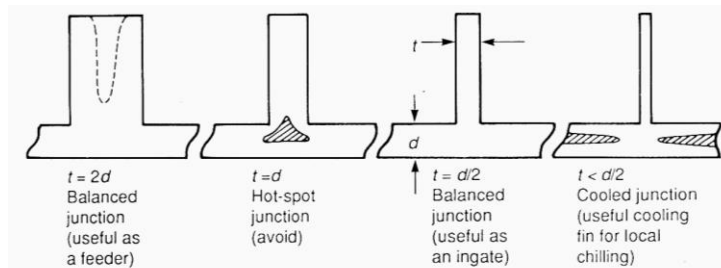 t
d
t = 2d
Balanced
junction
(useful as
a feeder)
t = d
Hot-spot
junction
(avoid)
t = d/2
Balanced
junction
(useful as
an ingate)
t < d/2
Cooled junction
(useful cooling
fin for local
chilling)